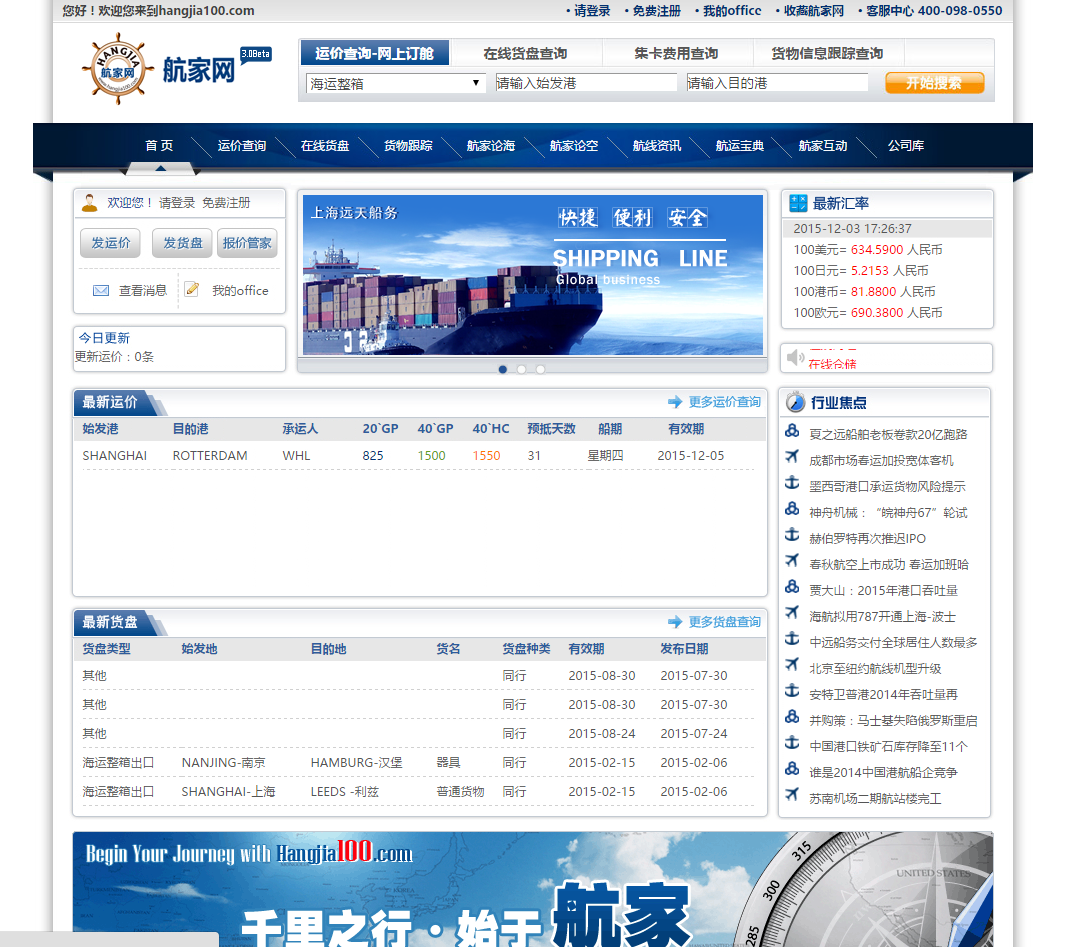 您好！欢迎您来到hangjia100.com
• 请登录 • 免费注册 • 我的office • 收藏航家网 • 客服中心 400-098-0550
HANGJIA
航家网
www.hangjia100.com
航家网 3.0Beta
运价查询-网上订舱 在线货盘查询 集卡费用查询 货物信息跟踪查询
海运整箱 请输入始发港 请输入目的港 开始搜索
首 页 运价查询 在线货盘 货物跟踪 航家论海 航家论空 航线资讯 航运宝典 航家互动 公司库
欢迎您！ 请登录 免费注册
发运价 发货盘 报价管家
查看消息 我的office
今日更新
更新运价：0条
上海远天船务
快捷 便利 安全
SHIPPING LINE
Global business
最新汇率
2015-12-03 17:26:37
100美元= 634.5900 人民币
100日元= 5.2153 人民币
100港币= 81.8800 人民币
100欧元= 690.3800 人民币
在线仓储
最新运价 更多运价查询
始发港 目的港 承运人 20`GP 40`GP 40`HC 预抵天数 船期 有效期
SHANGHAI ROTTERDAM WHL 825 1500 1550 31 星期四 2015-12-05
最新货盘 更多货盘查询
货盘类型 始发地 目的地 货名 货盘种类 有效期 发布日期
其他 同行 2015-08-30 2015-07-30
其他 同行 2015-08-30 2015-07-30
其他 同行 2015-08-24 2015-07-24
海运整箱出口 NANJING-南京 HAMBURG-汉堡 器具 同行 2015-02-15 2015-02-06
海运整箱出口 SHANGHAI-上海 LEEDS -利兹 普通货物 同行 2015-02-15 2015-02-06
行业焦点
夏之远船舶老板卷款20亿跑路
成都市场春运加投宽体客机
墨西哥港口承运货物风险提示
神舟机械：“皖神舟67”轮试
赫伯罗特再次推迟IPO
春秋航空上市成功 春运加班哈
贾大山：2015年港口吞吐量
海航拟用787开通上海-波士
中远船务交付全球居住人数最多
北京至纽约航线机型升级
安特卫普港2014年吞吐量再
并购策：马士基失陷俄罗斯重启
中国港口铁矿石库存降至11个
谁是2014中国港航船企竞争
苏南机场二期航站楼完工
Begin Your Journey with Hangjia100.com
千里之行·始于航家
315
300
285
UNITED STATES